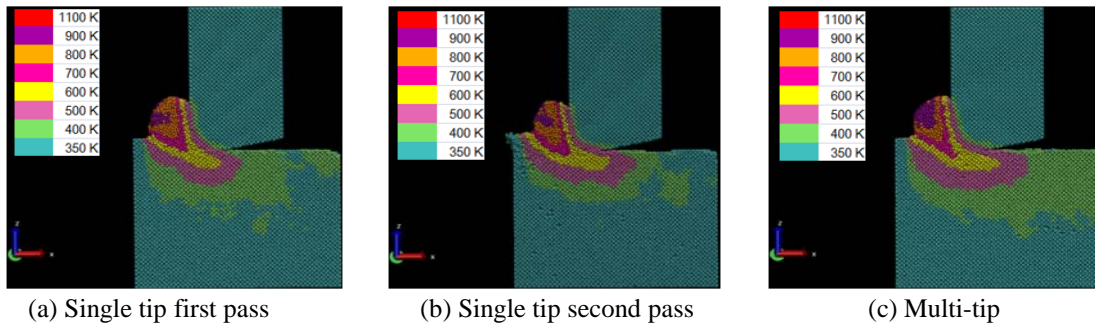 1100 K
900 K
800 K
700 K
600 K
500 K
400 K
350 K
z
x
1100 K
900 K
800 K
700 K
600 K
500 K
400 K
350 K
z
x
1100 K
900 K
800 K
700 K
600 K
500 K
400 K
350 K
z
x
(a) Single tip first pass
(b) Single tip second pass
(c) Multi-tip